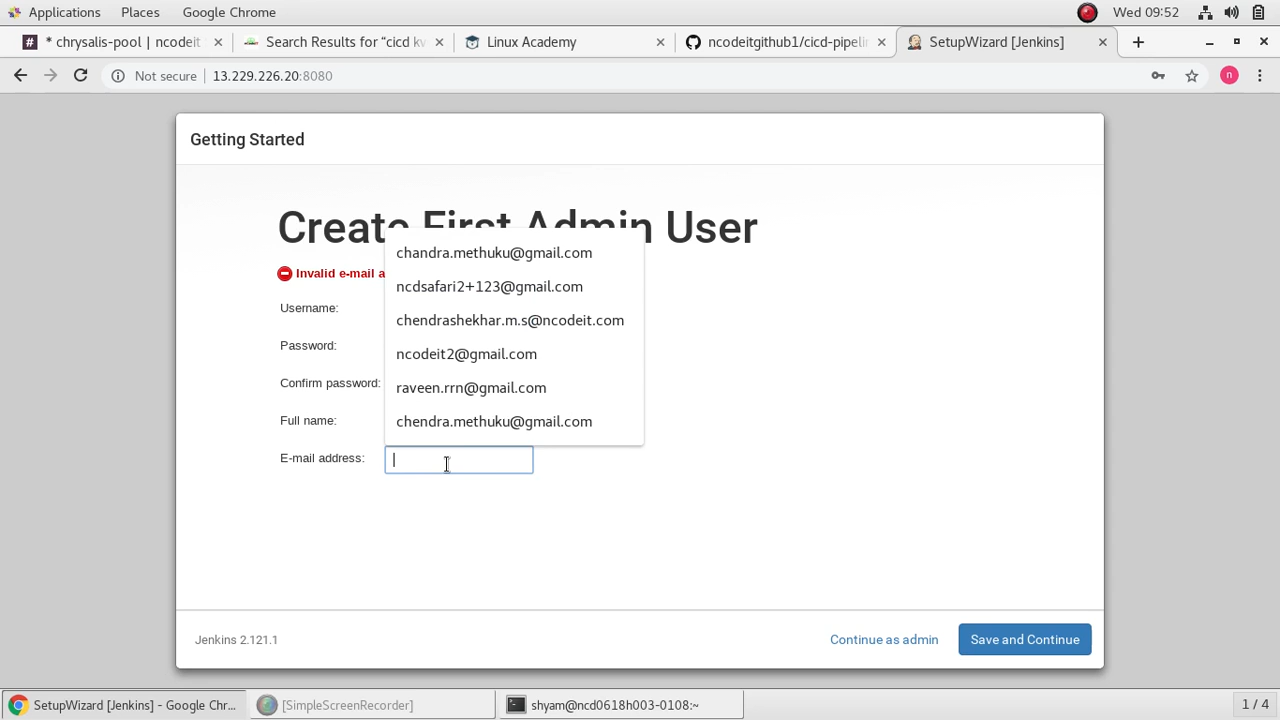 Applications Places Google Chrome Wed 09:52
* chrysalis-pool | ncodeit Search Results for “cicd kv Linux Academy ncodeitgithub1/cicd-pipelin SetupWizard [Jenkins]
Not secure 13.229.226.20:8080 n
Getting Started
Create First Admin User
Invalid e-mail a
Username:
Password:
Confirm password:
Full name:
E-mail address:
chandra.methuku@gmail.com
ncdsafari2+123@gmail.com
chendrashekhar.m.s@ncodeit.com
ncodeit2@gmail.com
raveen.rrn@gmail.com
chendra.methuku@gmail.com
Jenkins 2.121.1 Continue as admin Save and Continue
SetupWizard [Jenkins] - Google Chr... [SimpleScreenRecorder] shyam@ncd0618h003-0108:~ 1 / 4